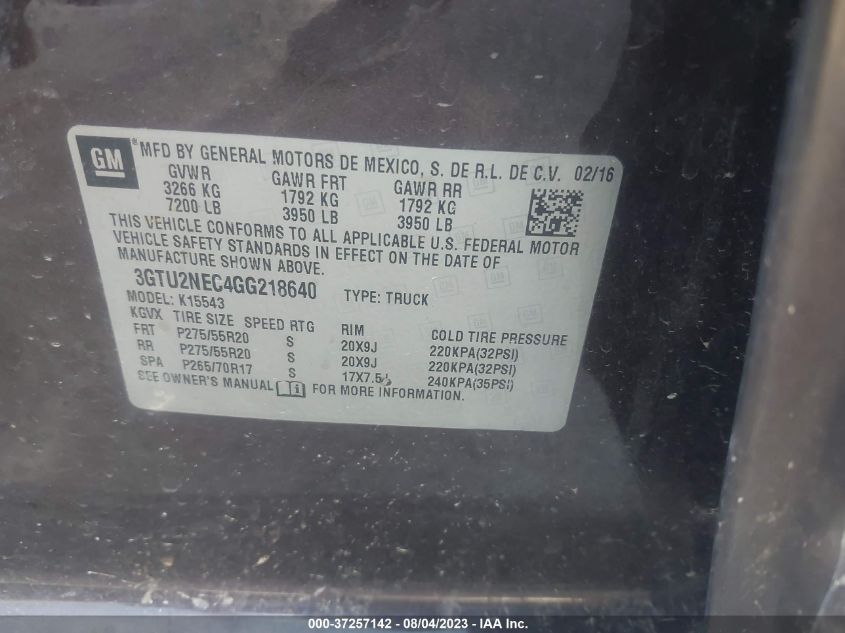 GM ® MFD BY GENERAL MOTORS DE MEXICO, S. DE R.L. DE C.V. 02/16
GVWR GAWR FRT GAWR RR
3266 KG 1792 KG 1792 KG
7200 LB 3950 LB 3950 LB
THIS VEHICLE CONFORMS TO ALL APPLICABLE U.S. FEDERAL MOTOR
VEHICLE SAFETY STANDARDS IN EFFECT ON THE DATE OF
MANUFACTURE SHOWN ABOVE.
3GTU2NEC4GG218640 TYPE: TRUCK
MODEL: K15543
KGVX TIRE SIZE SPEED RTG RIM COLD TIRE PRESSURE
FRT P275/55R20 S 20X9J 220KPA(32PSI)
RR P275/55R20 S 20X9J 220KPA(32PSI)
SPA P265/70R17 S 17X7.5J 240KPA(35PSI)
SEE OWNER'S MANUAL FOR MORE INFORMATION.
000-37257142 - 08/04/2023 - IAA Inc.